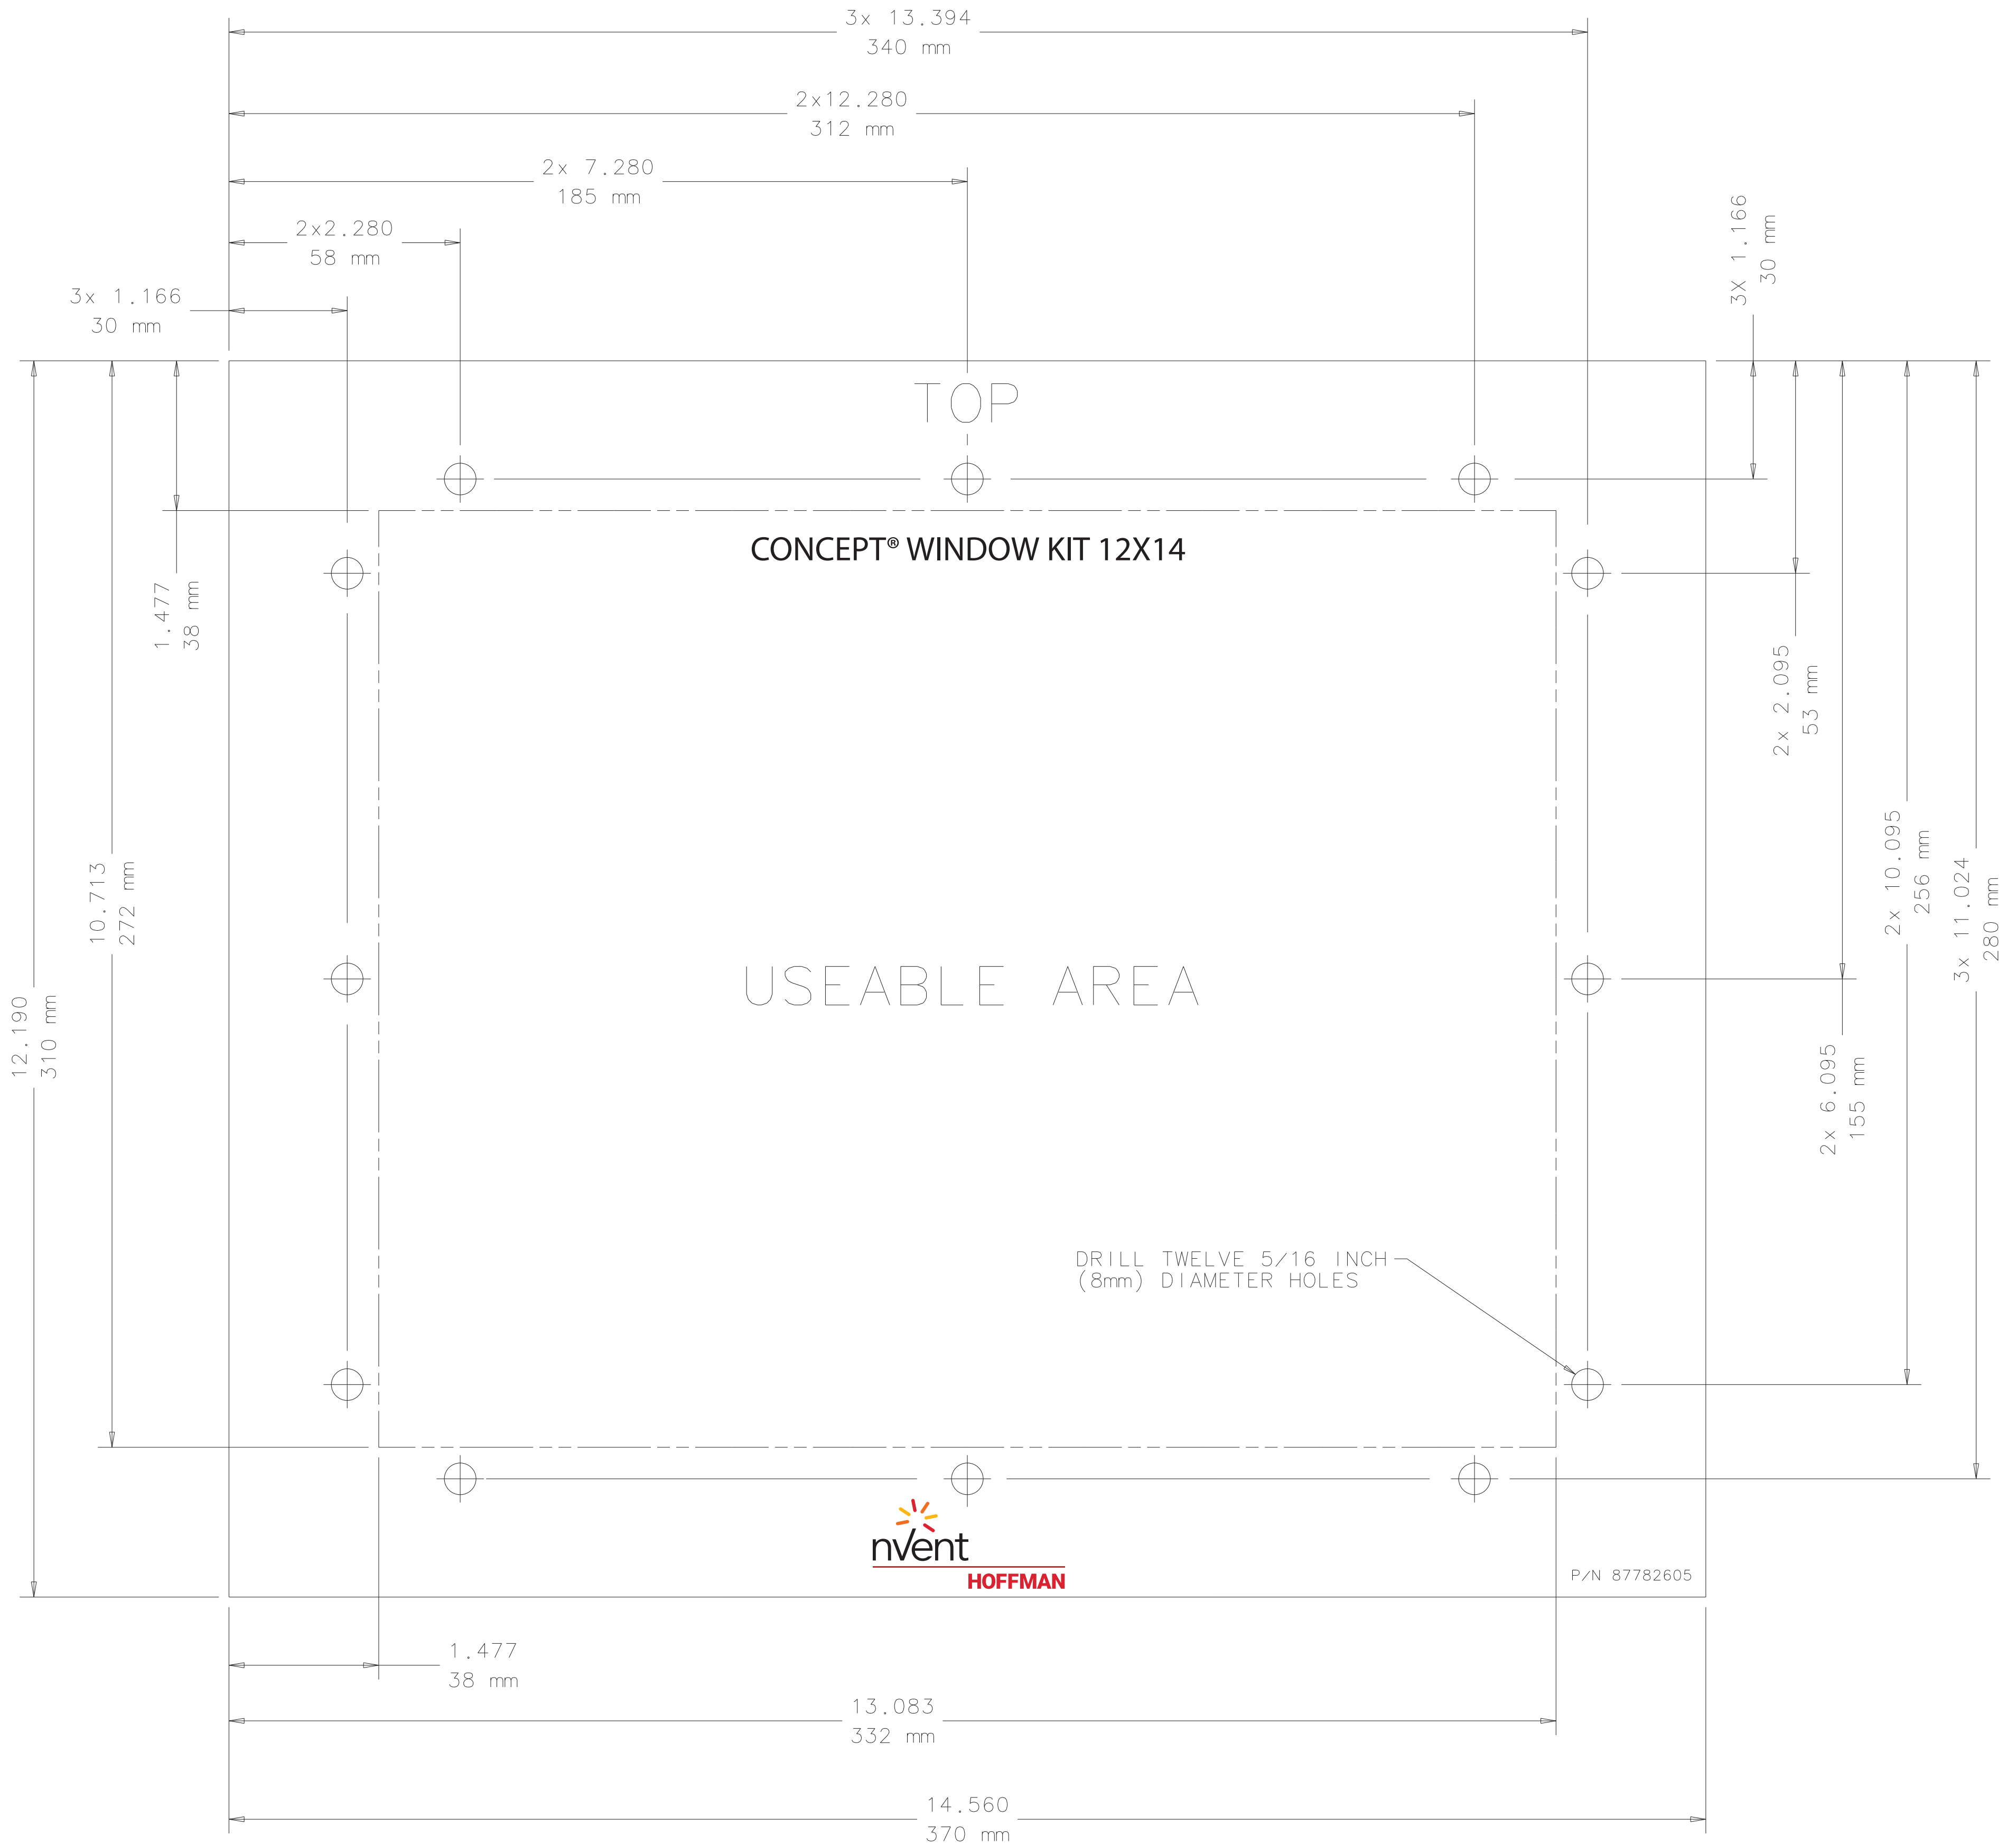 3x 13.394
340 mm
2x12.280
312 mm
2x 7.280
185 mm
2x2.280
58 mm
3x 1.166
30 mm
3X 1.166
30 mm
TOP
CONCEPT® WINDOW KIT 12X14
1.477
38 mm
2x 2.095
53 mm
10.713
272 mm
2x 10.095
256 mm
3x 11.024
280 mm
USEABLE AREA
12.190
310 mm
2x 6.095
155 mm
DRILL TWELVE 5/16 INCH
(8mm) DIAMETER HOLES
nVent
HOFFMAN
P/N 87782605
1.477
38 mm
13.083
332 mm
14.560
370 mm